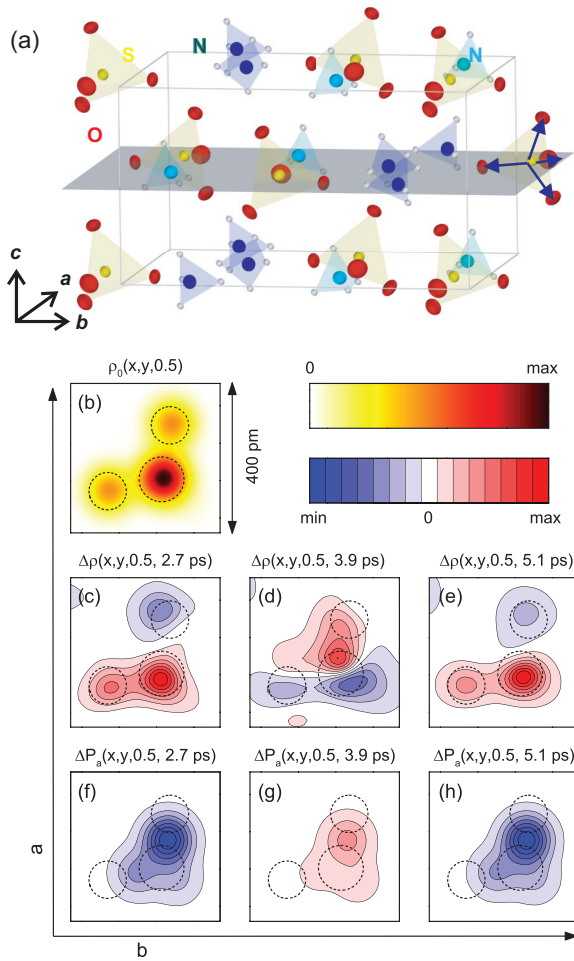 (a)
S
N
N
O
c
a
b
ρ₀(x,y,0.5)
(b)
400 pm
0
max
min
0
max
Δρ(x,y,0.5, 2.7 ps)
Δρ(x,y,0.5, 3.9 ps)
Δρ(x,y,0.5, 5.1 ps)
(c)
(d)
(e)
ΔPₐ(x,y,0.5, 2.7 ps)
ΔPₐ(x,y,0.5, 3.9 ps)
ΔPₐ(x,y,0.5, 5.1 ps)
(f)
(g)
(h)
a
b